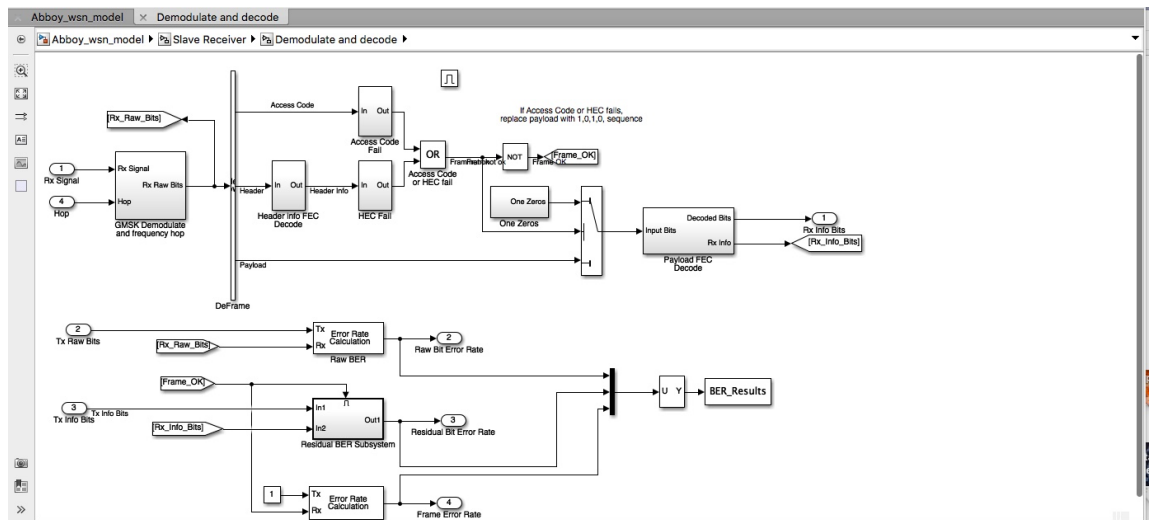 Abboy_wsn_model
Demodulate and decode
Abboy_wsn_model
Slave Receiver
Demodulate and decode
[Rx_Raw_Bits]
Access Code
In Out
Access Code
Fail
If Access Code or HEC fails,
replace payload with 1,0,1,0, sequence
1
Rx Signal
4
Hop
Rx Signal
Hop
Rx Raw Bits
GMSK Demodulate
and frequency hop
Header
In Out
Header info FEC
Decode
Header Info
In Out
HEC Fail
OR
Access Code
or HEC fail
NOT
Frame OK
[Frame_OK]
One Zeros
One Zeros
Payload
DeFrame
Input Bits
Decoded Bits
Rx Info
Payload FEC
Decode
1
Rx Info Bits
[Rx_Info_Bits]
2
Tx Raw Bits
[Rx_Raw_Bits]
Tx
Rx
Error Rate
Calculation
Raw BER
2
Raw Bit Error Rate
[Frame_OK]
3
Tx Info Bits
Tx Info Bits
[Rx_Info_Bits]
In1
In2
Out1
Residual BER Subsystem
3
Residual Bit Error Rate
U Y
BER_Results
1
Tx
Rx
Error Rate
Calculation
4
Frame Error Rate